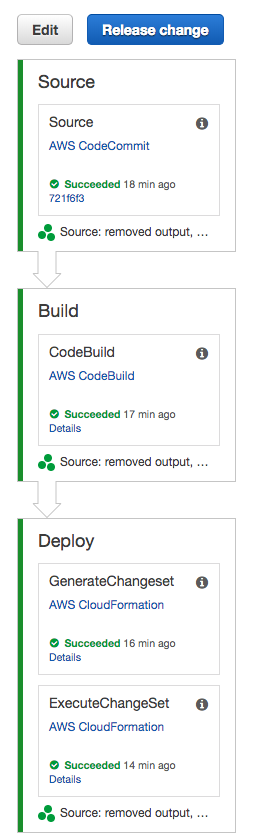 Edit Release change
Source
Source
AWS CodeCommit
Succeeded 18 min ago
721f6f3
Source: removed output, ...
Build
CodeBuild
AWS CodeBuild
Succeeded 17 min ago
Details
Source: removed output, ...
Deploy
GenerateChangeset
AWS CloudFormation
Succeeded 16 min ago
Details
ExecuteChangeSet
AWS CloudFormation
Succeeded 14 min ago
Details
Source: removed output, ...